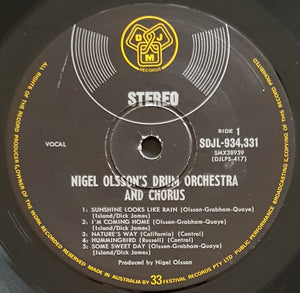 D J M
RECORDS
STEREO
SIDE 1
VOCAL
SDJL-934,331
SMX38939
(DJLPS-417)
NIGEL OLSSON'S DRUM ORCHESTRA
AND CHORUS
1: SUNSHINE LOOKS LIKE RAIN (Olsson-Grabham-Quaye)
(Island/Dick James)
2: I'M COMING HOME (Olsson-Grabham-Quaye)
(Island/Dick James)
3: NATURE'S WAY (California) (Control)
4: HUMMINGBIRD (Russell) (Control)
5: SOME SWEET DAY (Olsson-Grabham-Quaye)
(Island/Dick James)
Produced by Nigel Olsson
ALL RIGHTS OF THE RECORD PRODUCER & OWNER OF THE RECORDED WORK RESERVED MADE IN AUSTRALIA BY FESTIVAL RECORDS PTY. LTD. PUBLIC PERFORMANCE BROADCASTING & COPYING OF THIS RECORD PROHIBITED
33